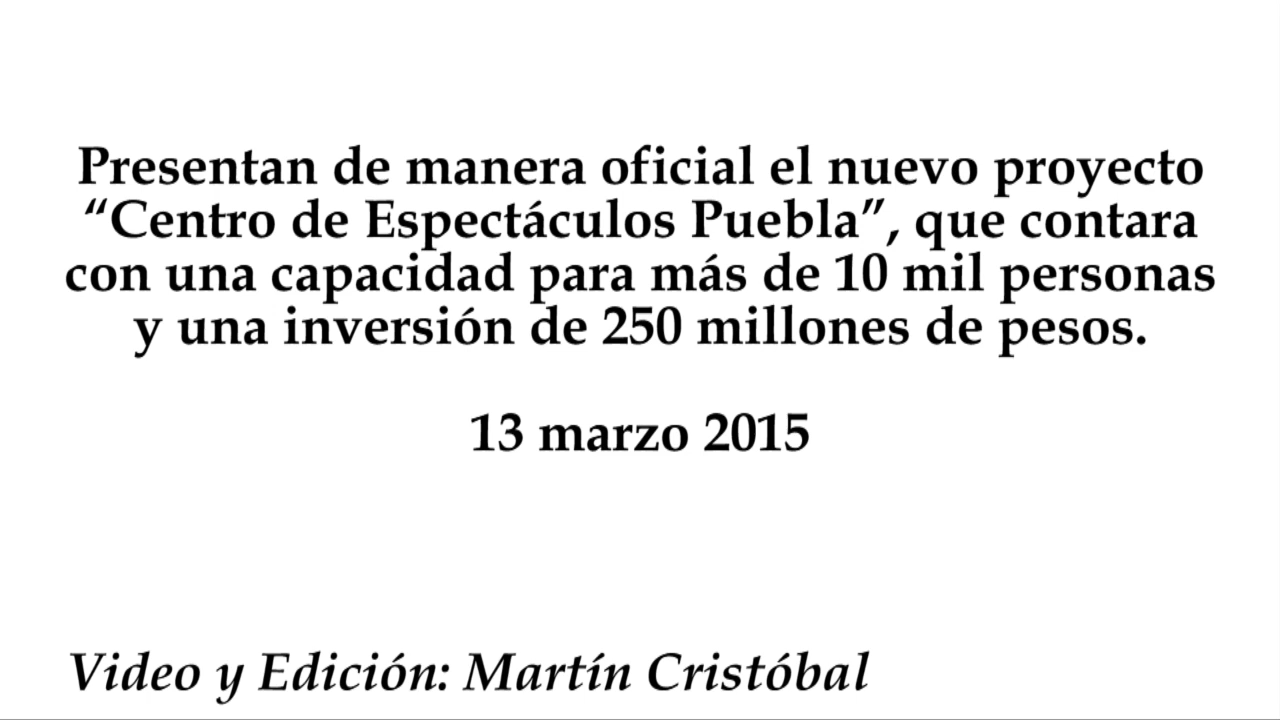 Presentan de manera oficial el nuevo proyecto
“Centro de Espectáculos Puebla”, que contara
con una capacidad para más de 10 mil personas
y una inversión de 250 millones de pesos.
13 marzo 2015
Video y Edición: Martín Cristóbal